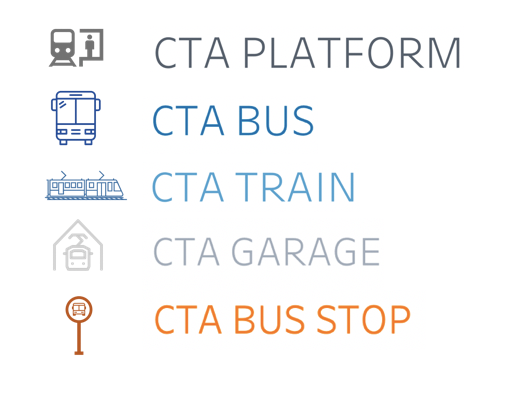 CTA PLATFORM
CTA BUS
CTA TRAIN
CTA GARAGE
CTA BUS STOP